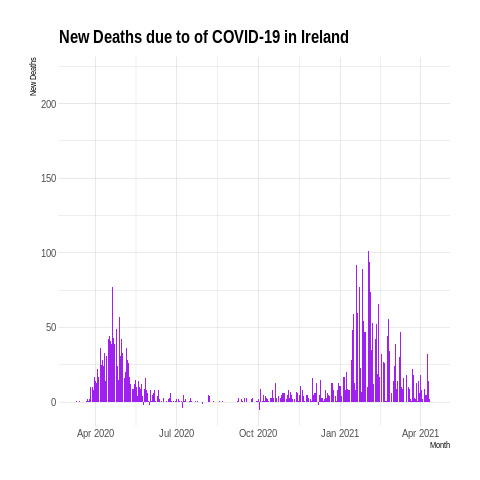 New Deaths due to of COVID-19 in Ireland
New Deaths
200
150
100
50
0
Apr 2020 Jul 2020 Oct 2020 Jan 2021 Apr 2021
Month